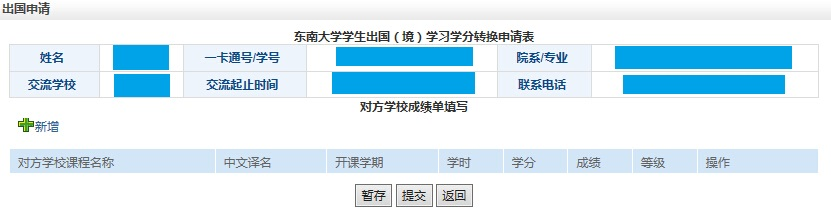 出国申请
东南大学学生出国（境）学习学分转换申请表
姓名 一卡通号/学号 院系/专业
交流学校 交流起止时间 联系电话
对方学校成绩单填写
新增
对方学校课程名称 中文译名 开课学期 学时 学分 成绩 等级 操作
暂存 提交 返回